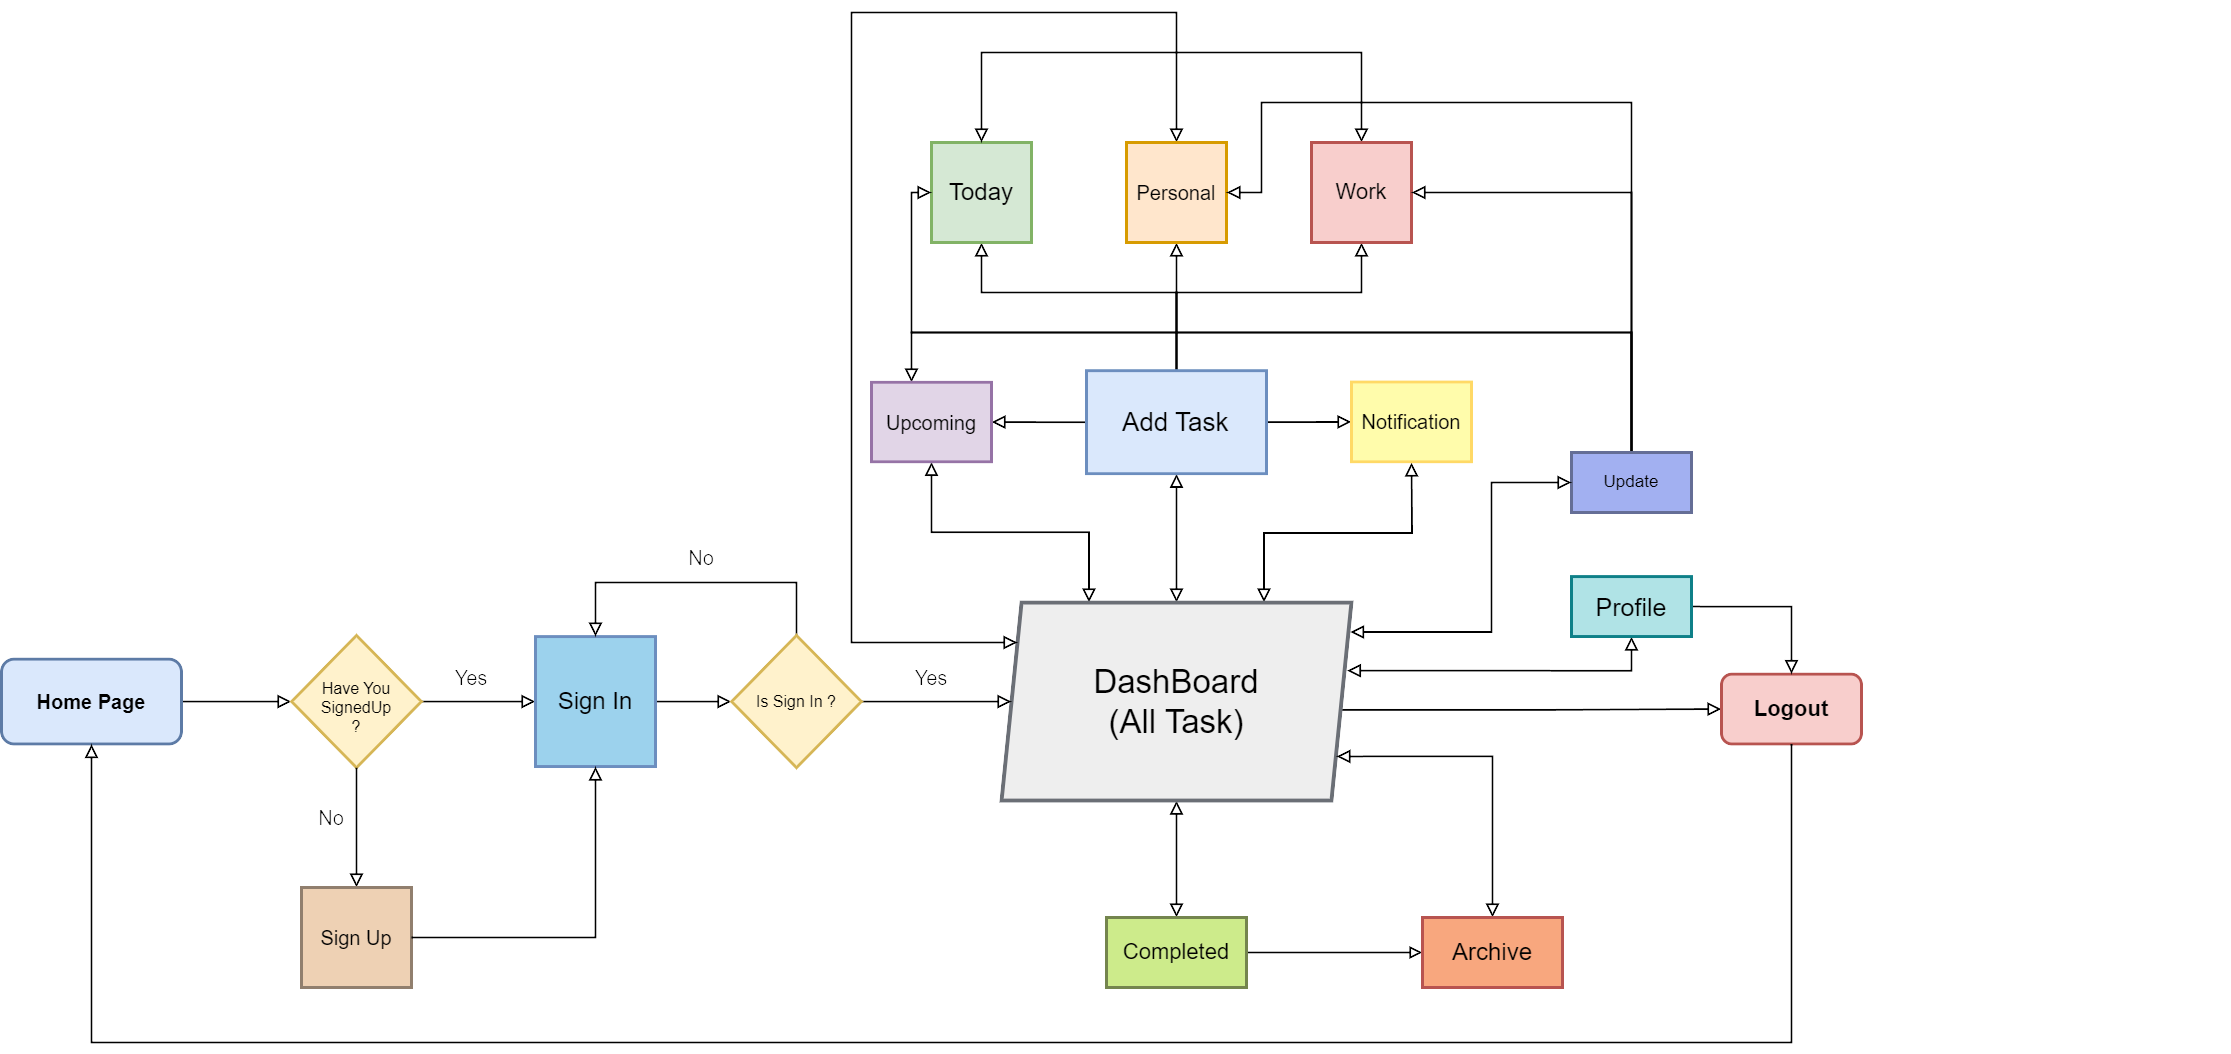 Today
Personal
Work
Upcoming
Add Task
Notification
Update
No
Profile
Home Page
Have You
SignedUp
?
Yes
Sign In
Is Sign In ?
Yes
DashBoard
(All Task)
Logout
No
Sign Up
Completed
Archive